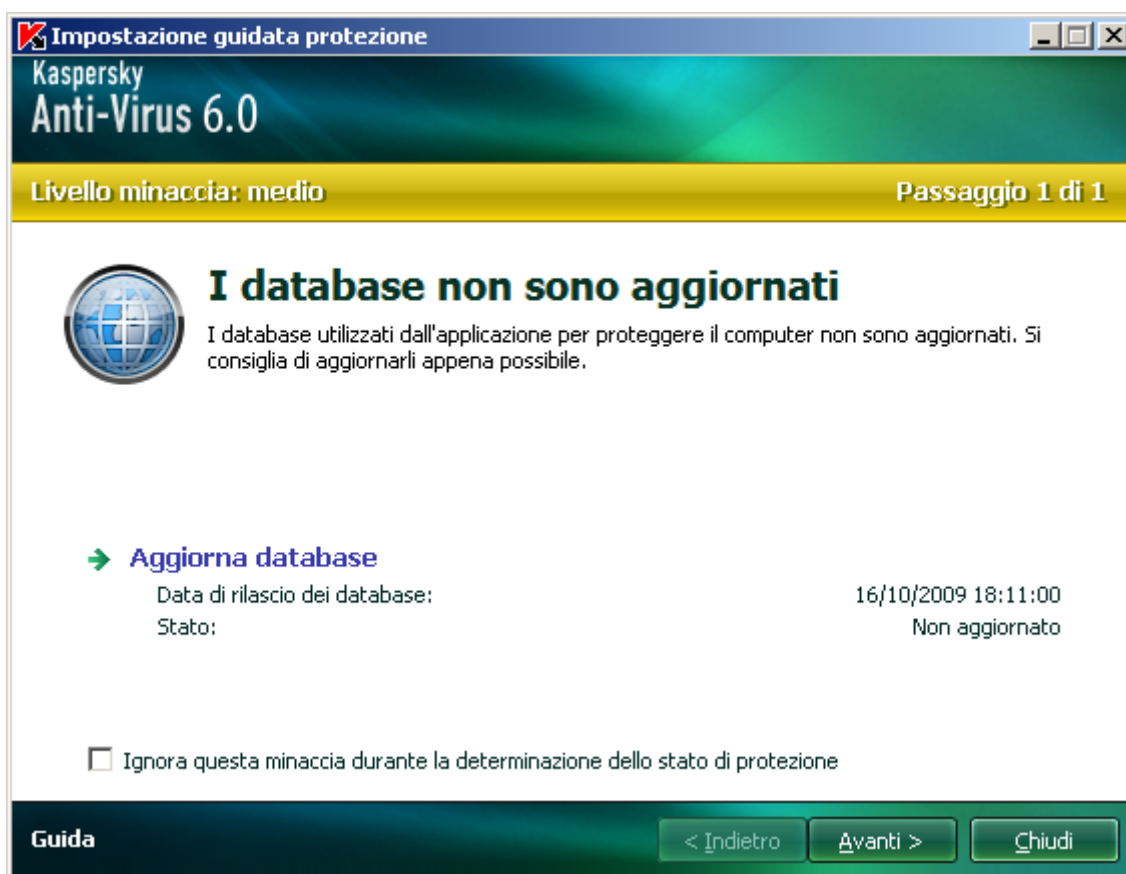 Impostazione guidata protezione
Kaspersky
Anti-Virus 6.0
Livello minaccia: medio Passaggio 1 di 1
I database non sono aggiornati
I database utilizzati dall'applicazione per proteggere il computer non sono aggiornati. Si
consiglia di aggiornarli appena possibile.
Aggiorna database
Data di rilascio dei database: 16/10/2009 18:11:00
Stato: Non aggiornato
Ignora questa minaccia durante la determinazione dello stato di protezione
Guida < Indietro Avanti > Chiudi